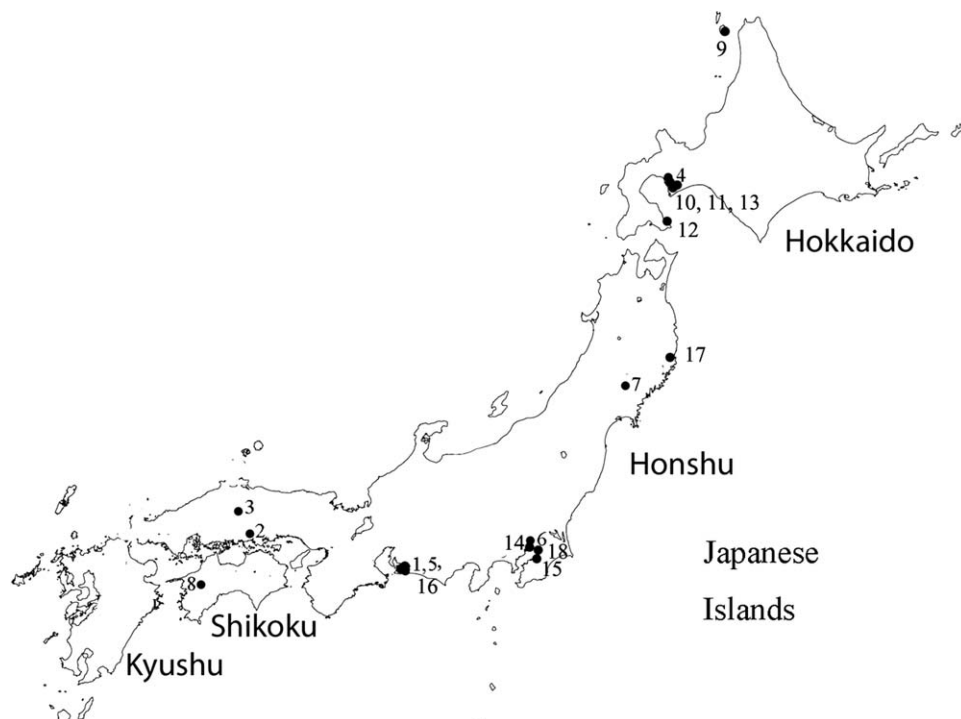 9
4
10, 11, 13
12
Hokkaido
17
7
Honshu
3
2
14
6
18
15
1,5,
16
8
Japanese
Islands
Shikoku
Kyushu